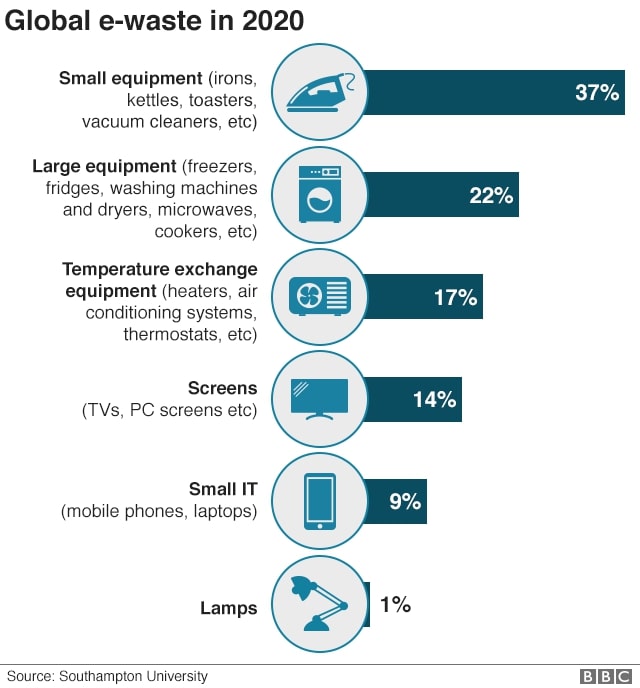 Global e-waste in 2020
Small equipment (irons,
kettles, toasters,
vacuum cleaners, etc)
37%
Large equipment (freezers,
fridges, washing machines
and dryers, microwaves,
cookers, etc)
22%
Temperature exchange
equipment (heaters, air
conditioning systems,
thermostats, etc)
17%
Screens
(TVs, PC screens etc)
14%
Small IT
(mobile phones, laptops)
9%
Lamps
1%
Source: Southampton University
BBC